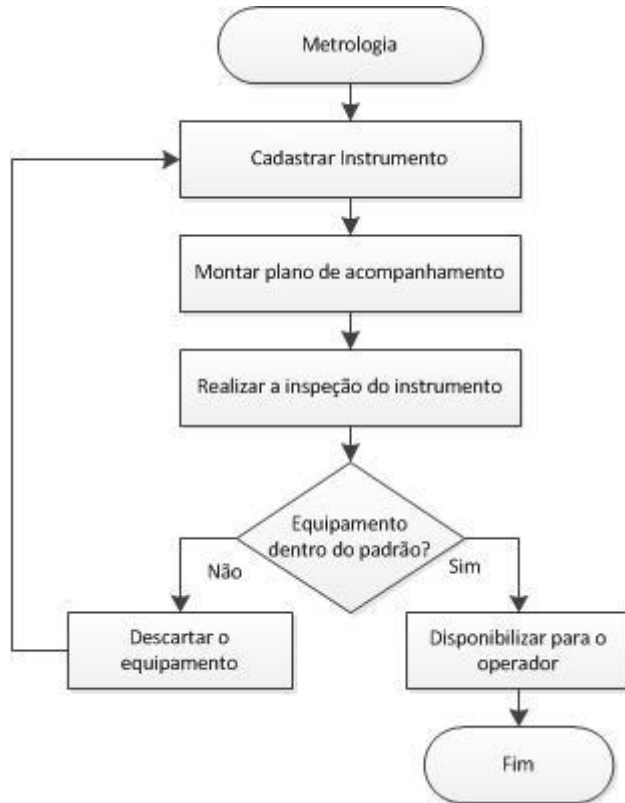 Metrologia
Cadastrar Instrumento
Montar plano de acompanhamento
Realizar a inspeção do instrumento
Equipamento
dentro do padrão?
Não
Sim
Descartar o
equipamento
Disponibilizar para o
operador
Fim